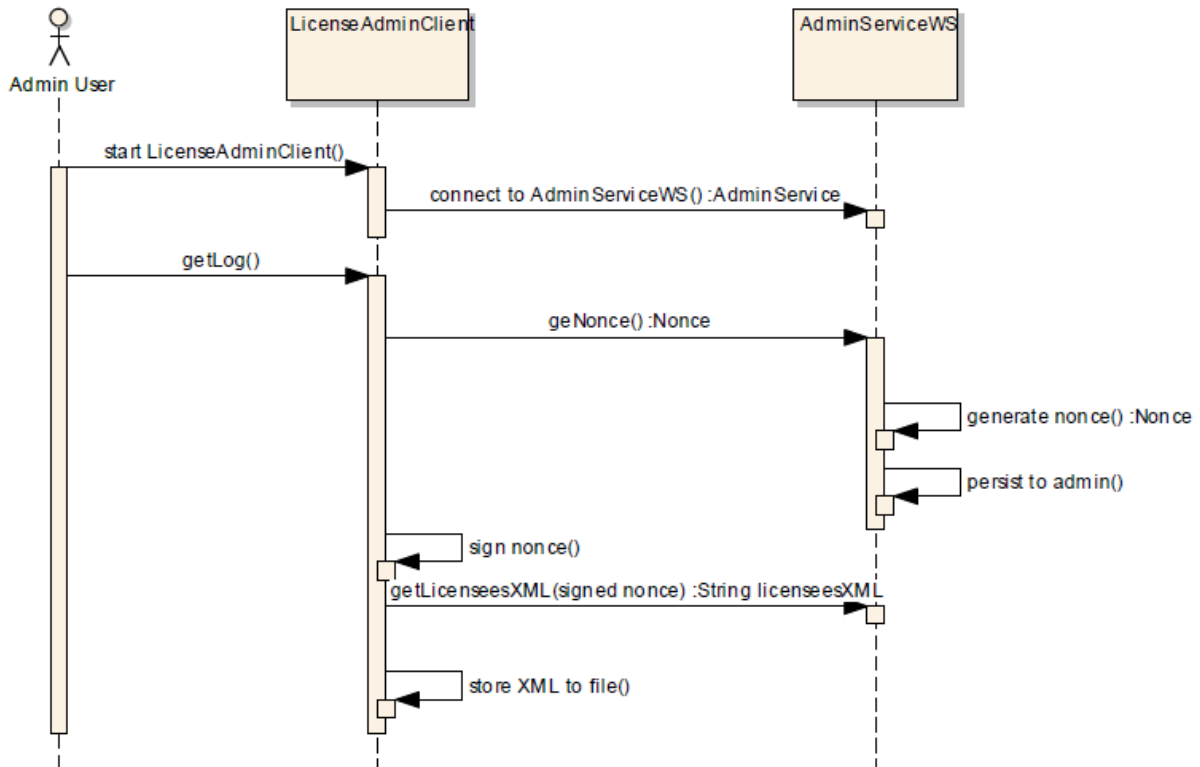 LicenseAdminClient
AdminServiceWS
Admin User
start LicenseAdminClient()
connect to AdminServiceWS() :AdminService
getLog()
geNonce() :Nonce
generate nonce() :Nonce
persist to admin()
sign nonce()
getLicenseesXML(signed nonce) :String licenseesXML
store XML to file()